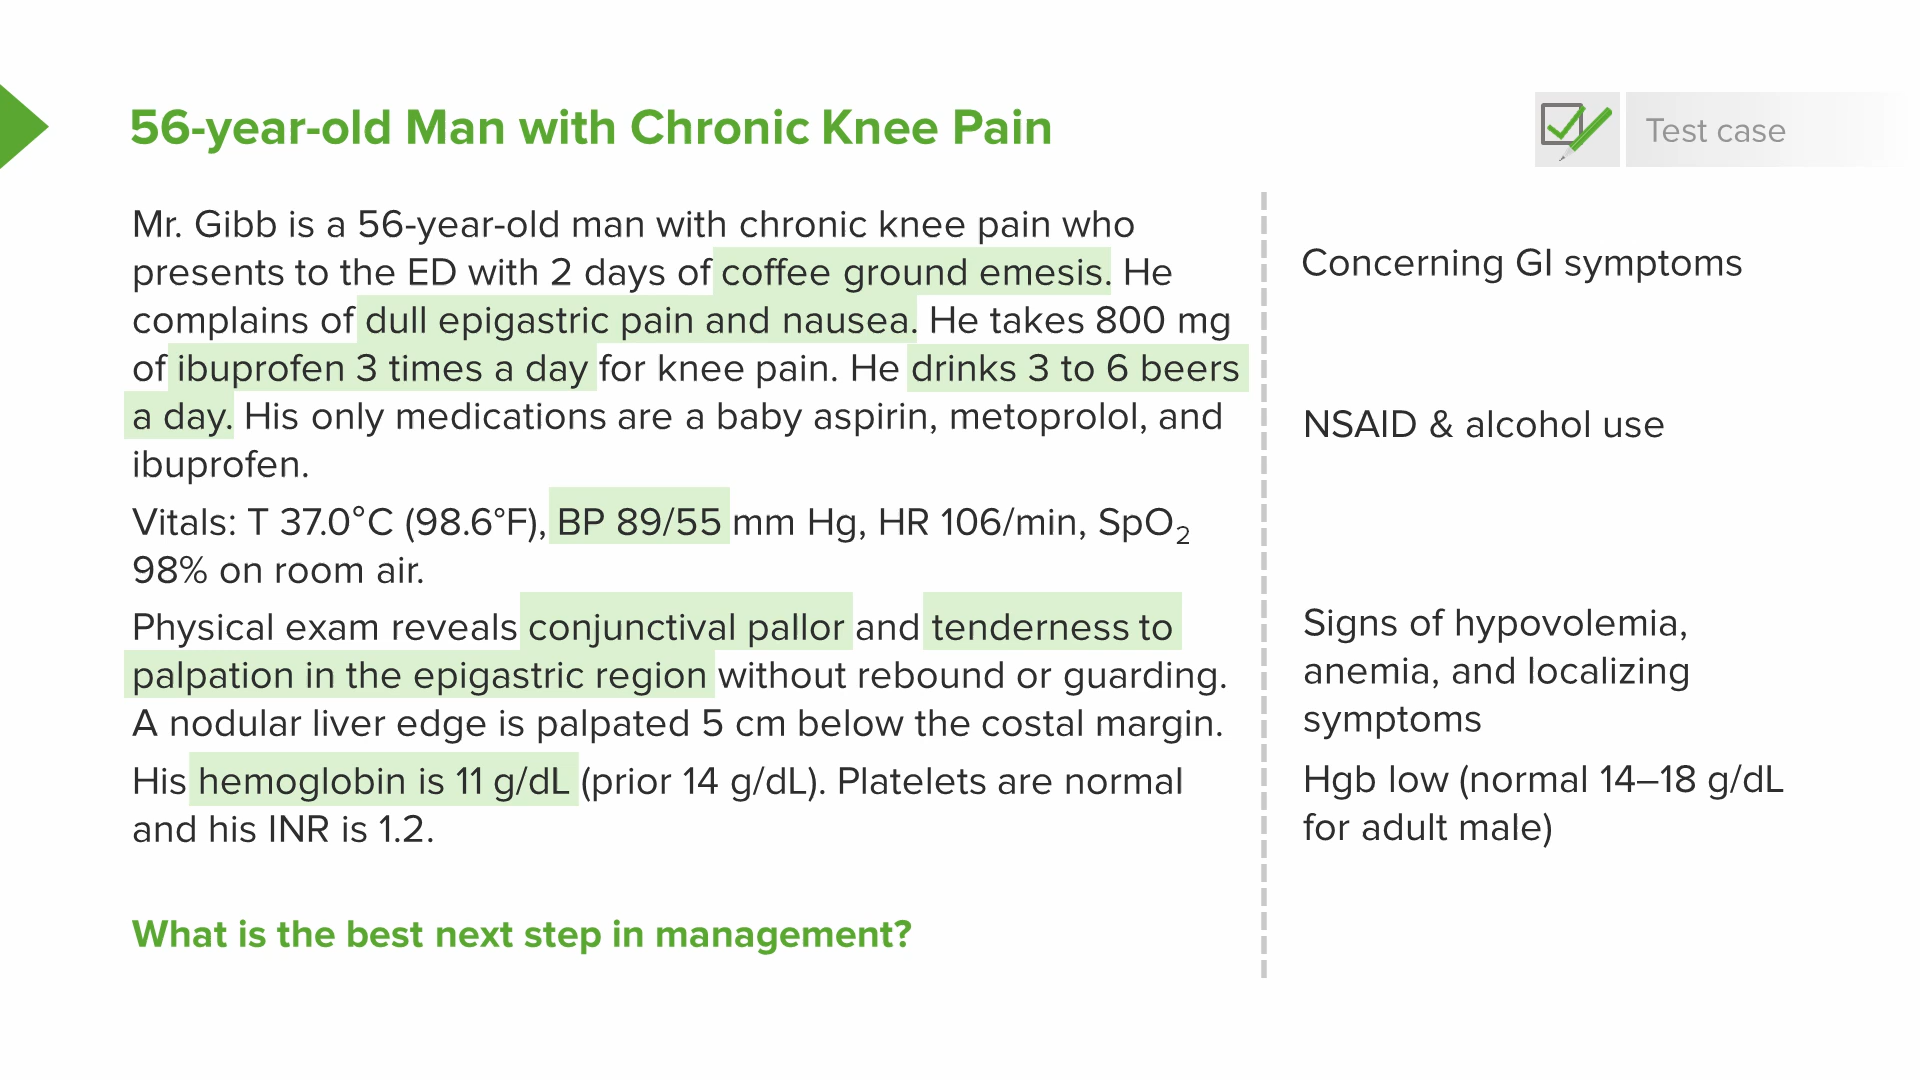 56-year-old Man with Chronic Knee Pain
Test case
Mr. Gibb is a 56-year-old man with chronic knee pain who
presents to the ED with 2 days of coffee ground emesis. He
complains of dull epigastric pain and nausea. He takes 800 mg
of ibuprofen 3 times a day for knee pain. He drinks 3 to 6 beers
a day. His only medications are a baby aspirin, metoprolol, and
ibuprofen.
Vitals: T 37.0°C (98.6°F), BP 89/55 mm Hg, HR 106/min, SpO₂
98% on room air.
Physical exam reveals conjunctival pallor and tenderness to
palpation in the epigastric region without rebound or guarding.
A nodular liver edge is palpated 5 cm below the costal margin.
His hemoglobin is 11 g/dL (prior 14 g/dL). Platelets are normal
and his INR is 1.2.
What is the best next step in management?
Concerning GI symptoms
NSAID & alcohol use
Signs of hypovolemia,
anemia, and localizing
symptoms
Hgb low (normal 14–18 g/dL
for adult male)